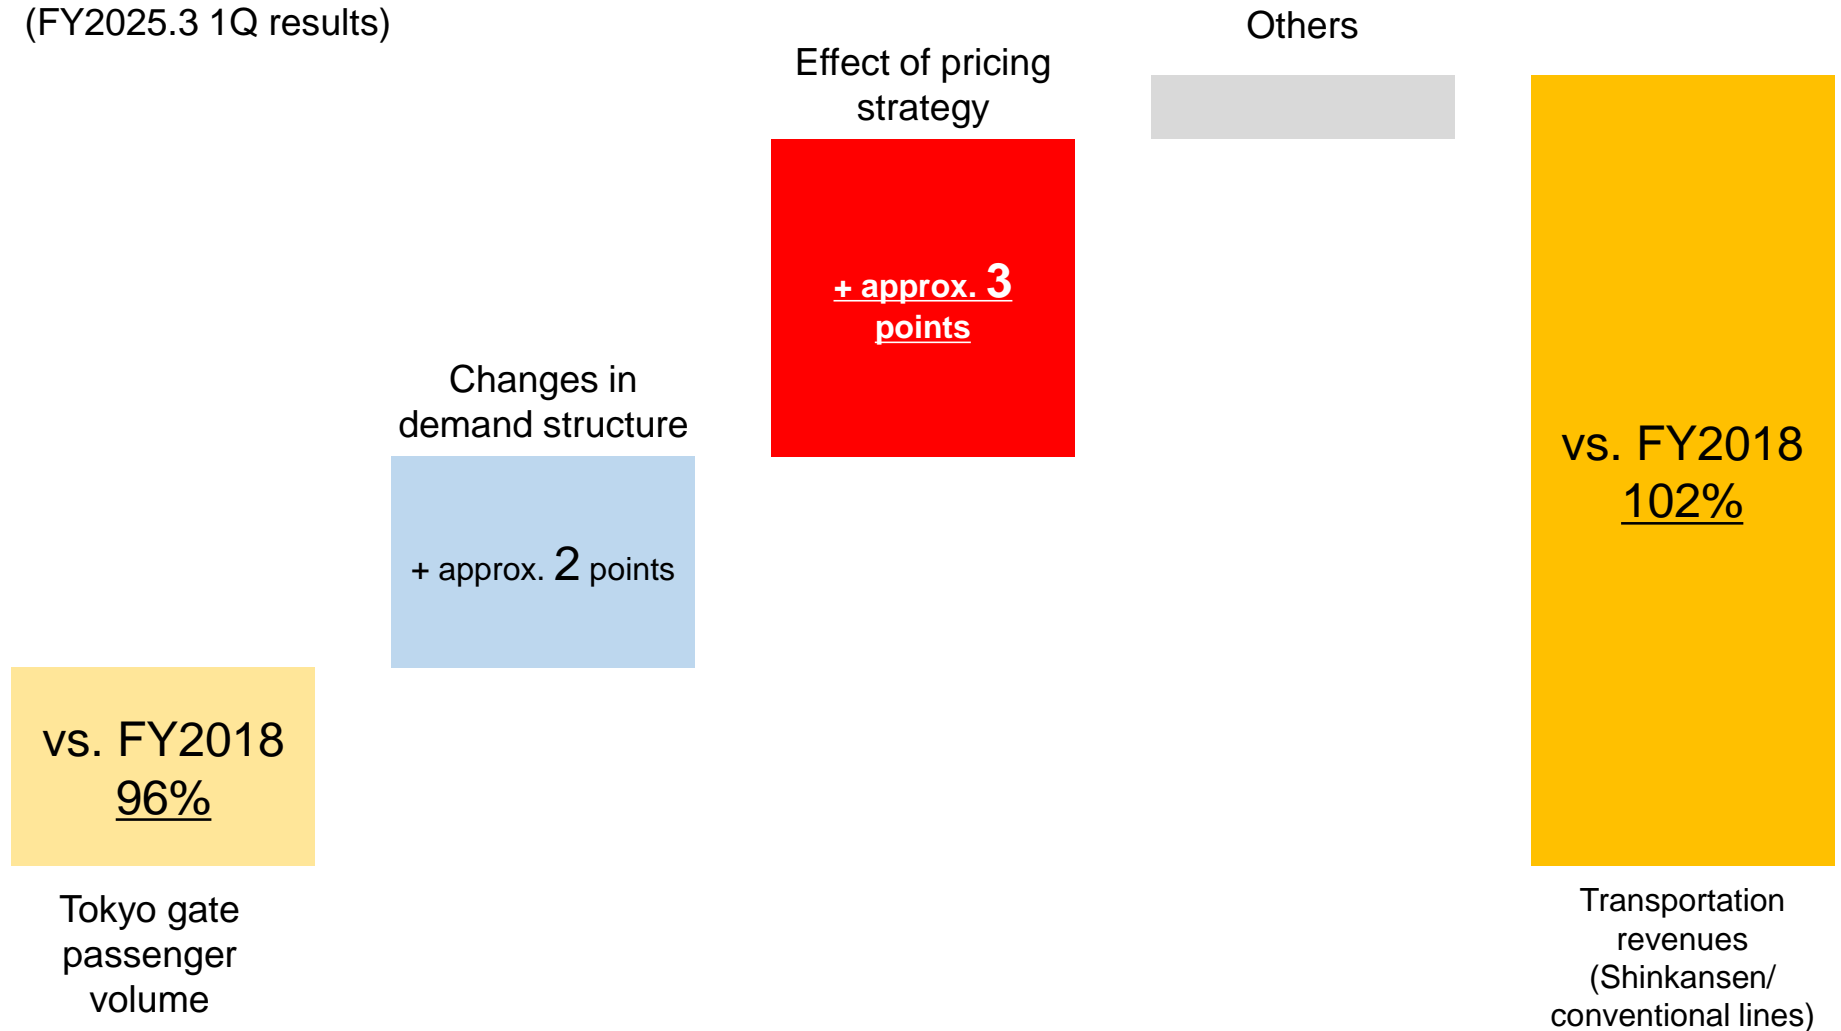 (FY2025.3 1Q results)
Others
Effect of pricing
strategy
+ approx. 3
points
Changes in
demand structure
+ approx. 2 points
vs. FY2018
96%
Tokyo gate
passenger
volume
vs. FY2018
102%
Transportation
revenues
(Shinkansen/
conventional lines)